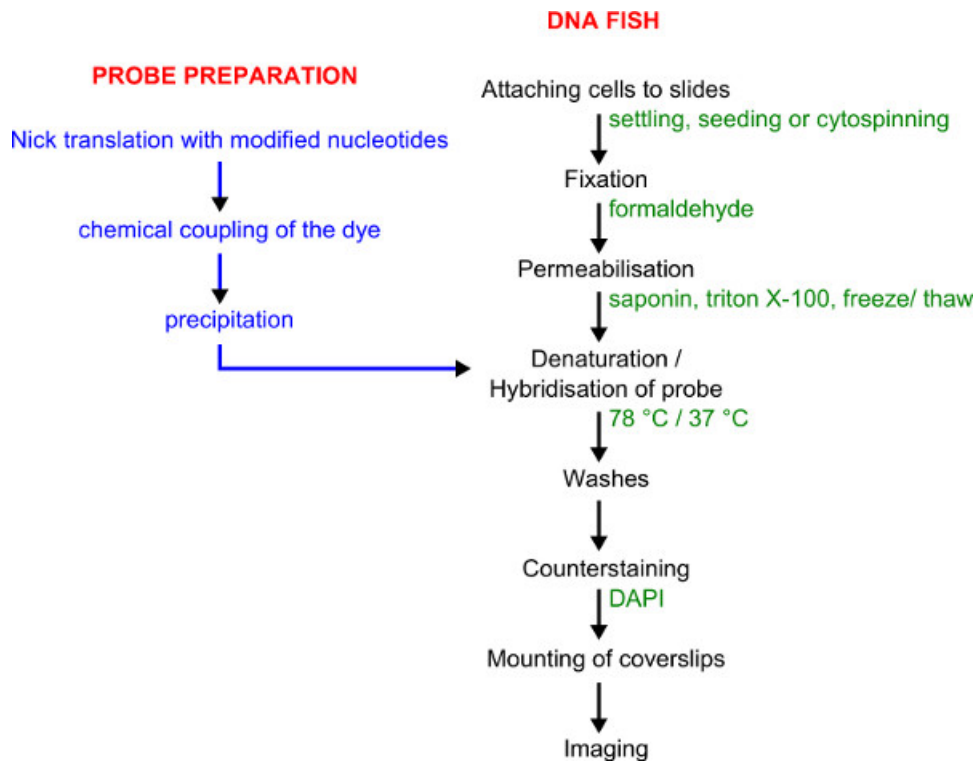 PROBE PREPARATION
Nick translation with modified nucleotides
chemical coupling of the dye
precipitation
DNA FISH
Attaching cells to slides
settling, seeding or cytospinning
Fixation
formaldehyde
Permeabilisation
saponin, triton X-100, freeze/ thaw
Denaturation /
Hybridisation of probe
78 °C / 37 °C
Washes
Counterstaining
DAPI
Mounting of coverslips
Imaging